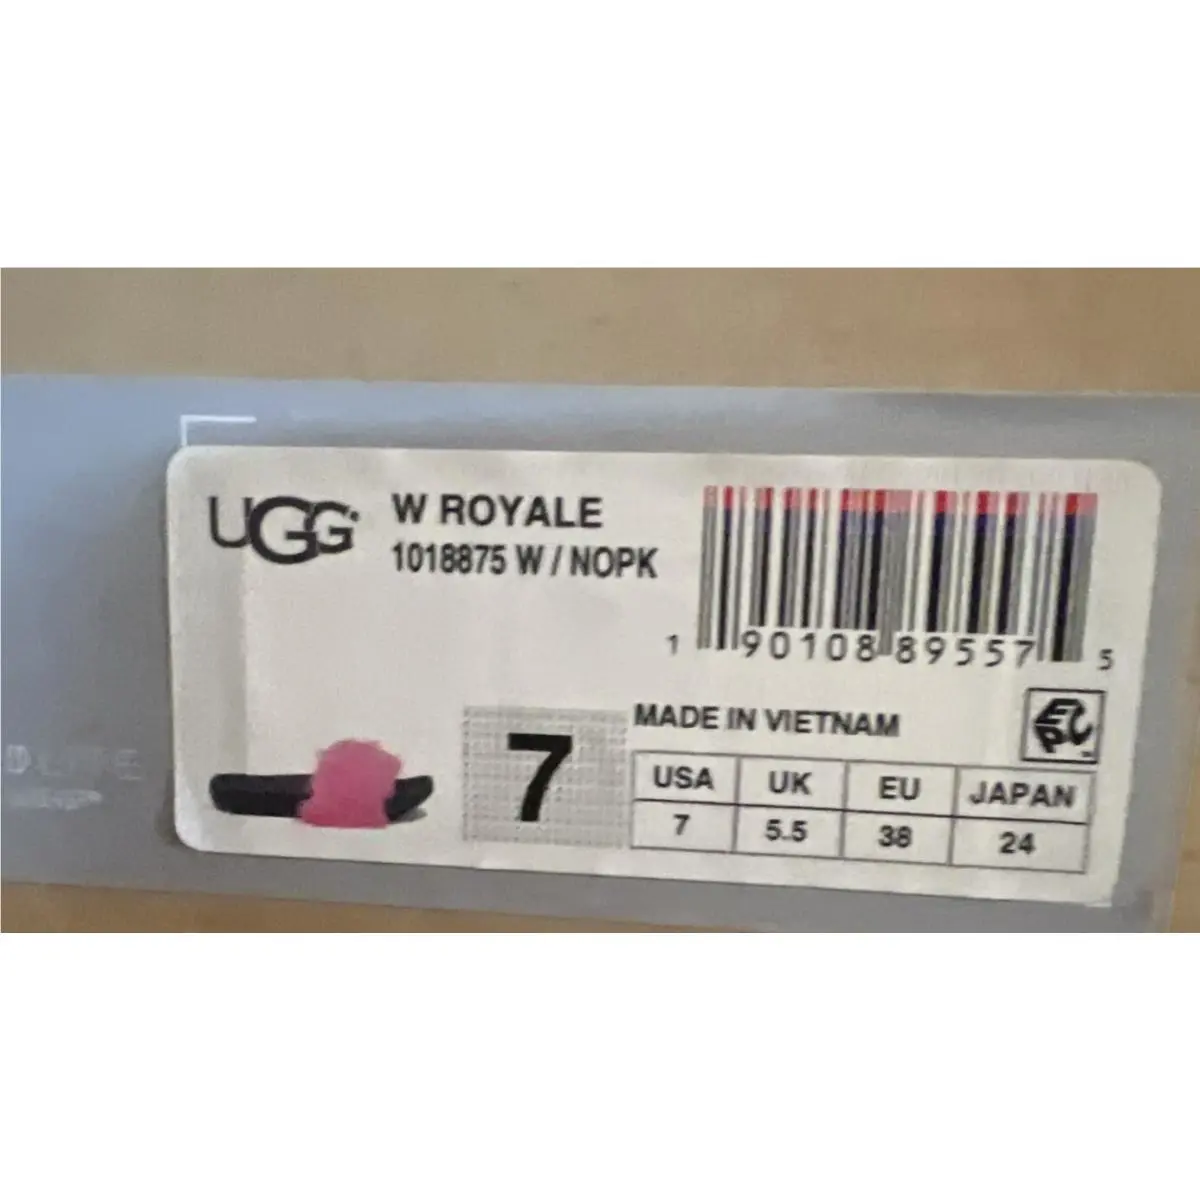 UGG
W ROYALE
1018875 W / NOPK
1 90108 89557 5
MADE IN VIETNAM
EPC
7
USA UK EU JAPAN
7 5.5 38 24